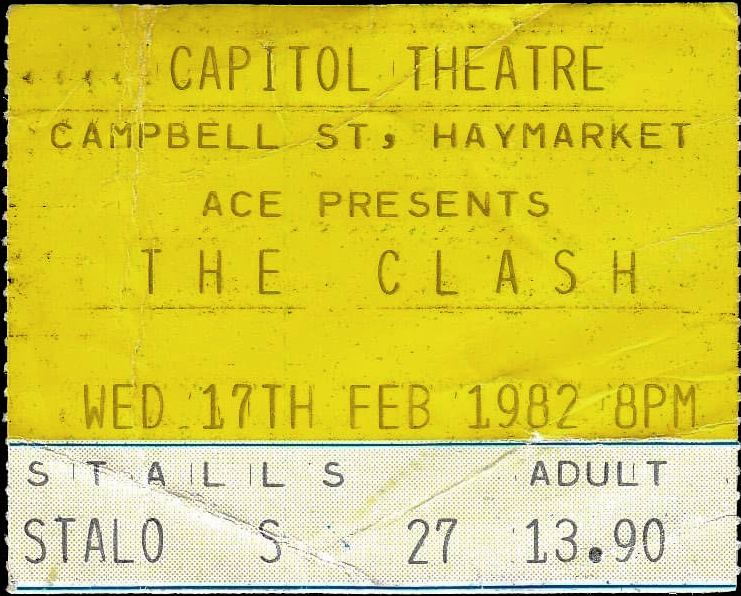 CAPITOL THEATRE
CAMPBELL ST, HAYMARKET
ACE PRESENTS
THE CLASH
WED 17TH FEB 1982 8PM
STALLS ADULT
STALO S 27 13.90